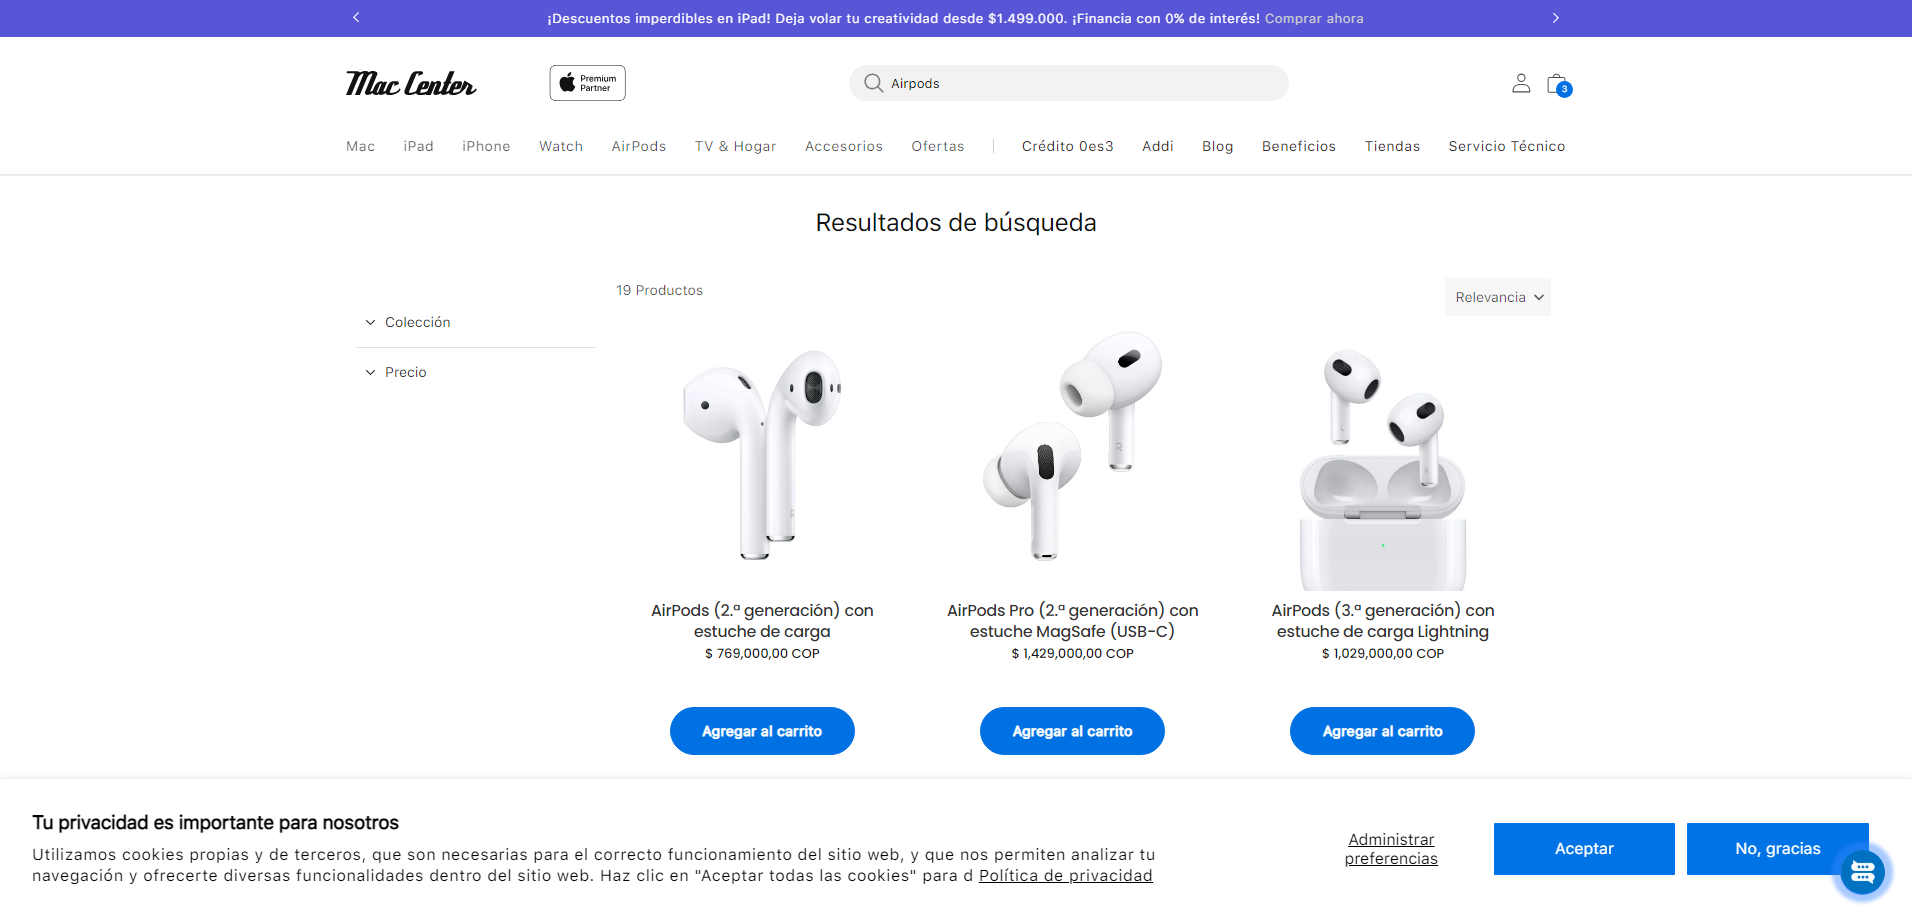 ¡Descuentos imperdibles en iPad! Deja volar tu creatividad desde $1.499.000. ¡Financia con 0% de interés! Comprar ahora
Mac Center
Premium
Partner
Airpods
3
Mac iPad iPhone Watch AirPods TV & Hogar Accesorios Ofertas Crédito 0es3 Addi Blog Beneficios Tiendas Servicio Técnico
Resultados de búsqueda
19 Productos
Relevancia
Colección
Precio
AirPods (2.ª generación) con
estuche de carga
$ 769,000,00 COP
Agregar al carrito
AirPods Pro (2.ª generación) con
estuche MagSafe (USB-C)
$ 1,429,000,00 COP
Agregar al carrito
AirPods (3.ª generación) con
estuche de carga Lightning
$ 1,029,000,00 COP
Agregar al carrito
Tu privacidad es importante para nosotros
Utilizamos cookies propias y de terceros, que son necesarias para el correcto funcionamiento del sitio web, y que nos permiten analizar tu
navegación y ofrecerte diversas funcionalidades dentro del sitio web. Haz clic en "Aceptar todas las cookies" para d Política de privacidad
Administrar
preferencias
Aceptar
No, gracias